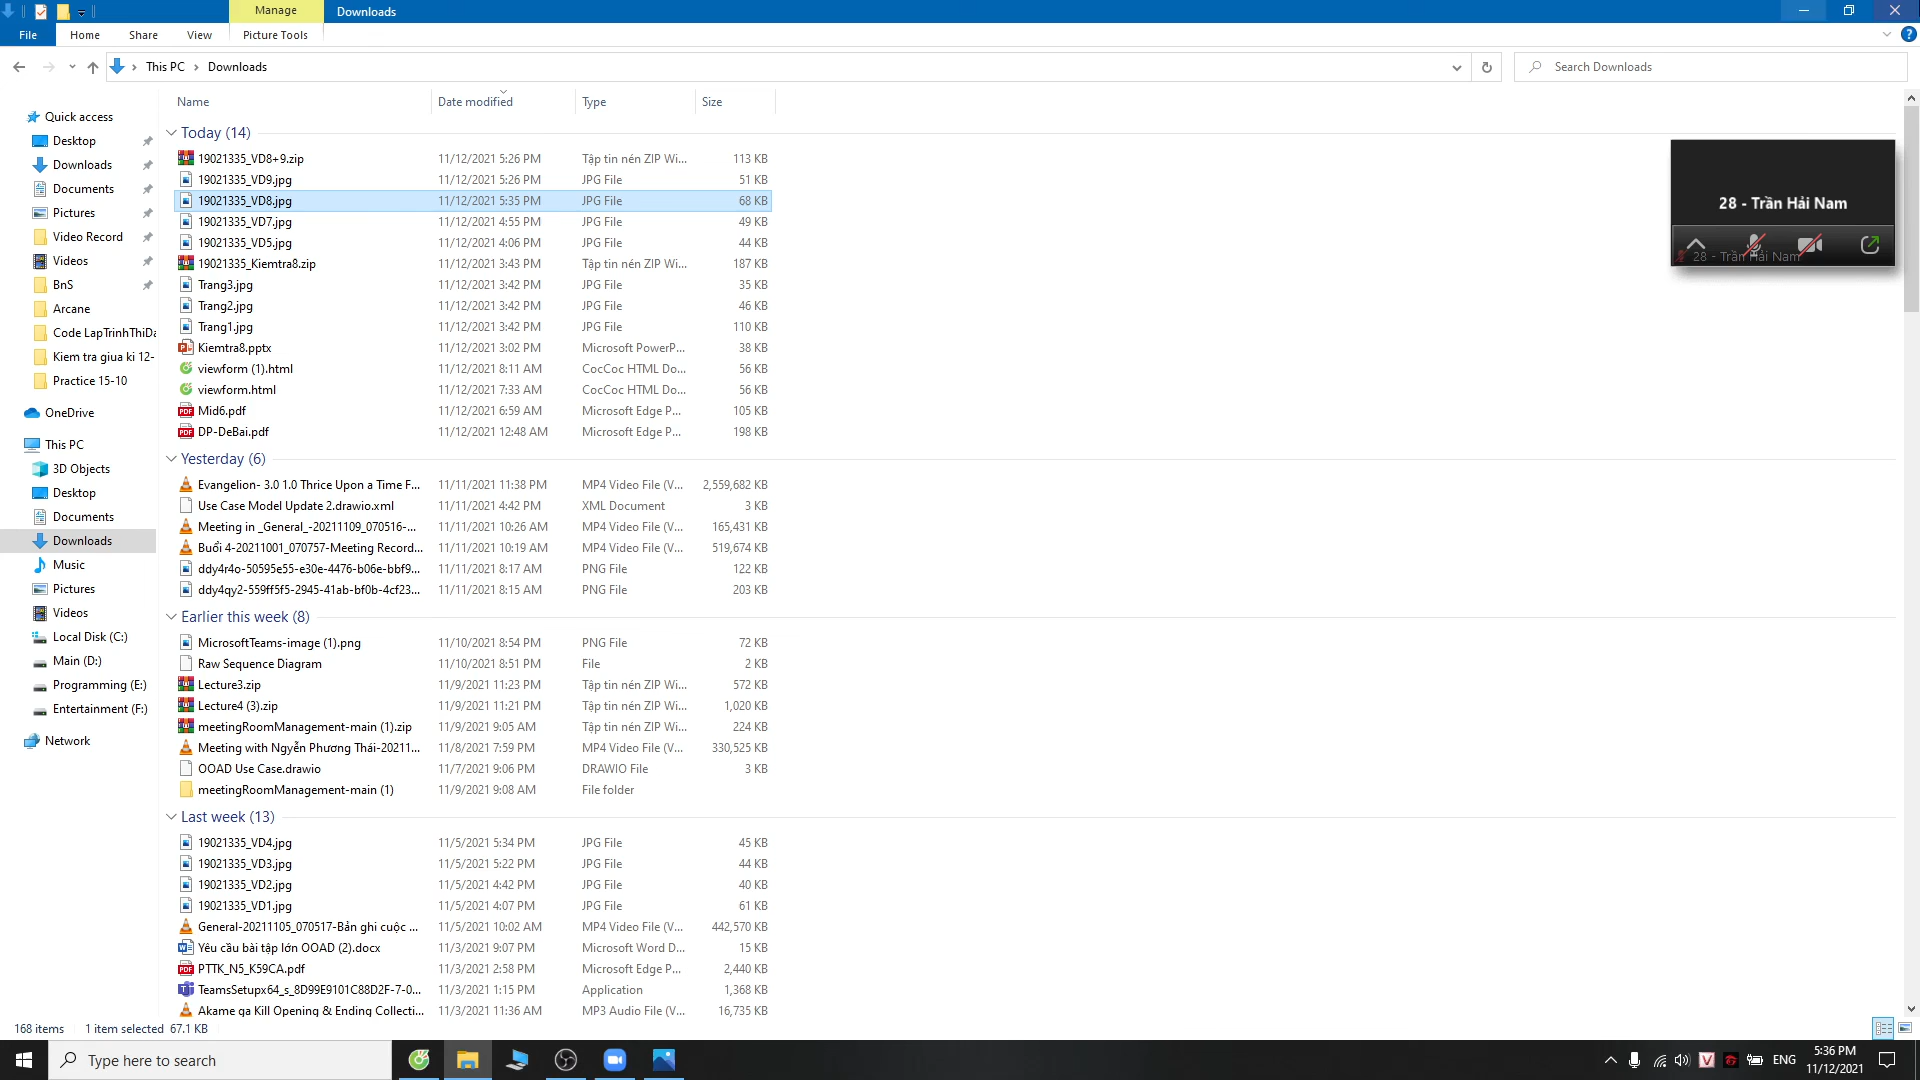 Manage
Downloads
File
Home
Share
View
Picture Tools
This PC
Downloads
Search Downloads
Name
Date modified
Type
Size
Quick access
Desktop
Downloads
Documents
Pictures
Video Record
Videos
BnS
Arcane
Code LapTrinhThiDa
Kiem tra giua ki 12-
Practice 15-10
OneDrive
This PC
3D Objects
Desktop
Documents
Downloads
Music
Pictures
Videos
Local Disk (C:)
Main (D:)
Programming (E:)
Entertainment (F:)
Network
Today (14)
19021335_VD8+9.zip 11/12/2021 5:26 PM Tập tin nén ZIP Wi... 113 KB
19021335_VD9.jpg 11/12/2021 5:26 PM JPG File 51 KB
19021335_VD8.jpg 11/12/2021 5:35 PM JPG File 68 KB
19021335_VD7.jpg 11/12/2021 4:55 PM JPG File 49 KB
19021335_VD5.jpg 11/12/2021 4:06 PM JPG File 44 KB
19021335_Kiemtra8.zip 11/12/2021 3:43 PM Tập tin nén ZIP Wi... 187 KB
Trang3.jpg 11/12/2021 3:42 PM JPG File 35 KB
Trang2.jpg 11/12/2021 3:42 PM JPG File 46 KB
Trang1.jpg 11/12/2021 3:42 PM JPG File 110 KB
Kiemtra8.pptx 11/12/2021 3:02 PM Microsoft PowerP... 38 KB
viewform (1).html 11/12/2021 8:11 AM CocCoc HTML Do... 56 KB
viewform.html 11/12/2021 7:33 AM CocCoc HTML Do... 56 KB
Mid6.pdf 11/12/2021 6:59 AM Microsoft Edge P... 105 KB
DP-DeBai.pdf 11/12/2021 12:48 AM Microsoft Edge P... 198 KB
Yesterday (6)
Evangelion- 3.0 1.0 Thrice Upon a Time F... 11/11/2021 11:38 PM MP4 Video File (V... 2,559,682 KB
Use Case Model Update 2.drawio.xml 11/11/2021 4:42 PM XML Document 3 KB
Meeting in _General_-20211109_070516-... 11/11/2021 10:26 AM MP4 Video File (V... 165,431 KB
Buổi 4-20211001_070757-Meeting Record... 11/11/2021 10:19 AM MP4 Video File (V... 519,674 KB
ddy4r4o-50595e55-e30e-4476-b06e-bbf9... 11/11/2021 8:17 AM PNG File 122 KB
ddy4qy2-559ff5f5-2945-41ab-bf0b-4cf23... 11/11/2021 8:15 AM PNG File 203 KB
Earlier this week (8)
MicrosoftTeams-image (1).png 11/10/2021 8:54 PM PNG File 72 KB
Raw Sequence Diagram 11/10/2021 8:51 PM File 2 KB
Lecture3.zip 11/9/2021 11:23 PM Tập tin nén ZIP Wi... 572 KB
Lecture4 (3).zip 11/9/2021 11:21 PM Tập tin nén ZIP Wi... 1,020 KB
meetingRoomManagement-main (1).zip 11/9/2021 9:05 AM Tập tin nén ZIP Wi... 224 KB
Meeting with Nguyễn Phương Thái-20211... 11/8/2021 7:59 PM MP4 Video File (V... 330,525 KB
OOAD Use Case.drawio 11/7/2021 9:06 PM DRAWIO File 3 KB
meetingRoomManagement-main (1) 11/9/2021 9:08 AM File folder
Last week (13)
19021335_VD4.jpg 11/5/2021 5:34 PM JPG File 45 KB
19021335_VD3.jpg 11/5/2021 5:22 PM JPG File 44 KB
19021335_VD2.jpg 11/5/2021 4:42 PM JPG File 40 KB
19021335_VD1.jpg 11/5/2021 4:07 PM JPG File 61 KB
General-20211105_070517-Bản ghi cuộc ... 11/5/2021 10:02 AM MP4 Video File (V... 442,570 KB
Yêu cầu bài tập lớn OOAD (2).docx 11/3/2021 9:07 PM Microsoft Word D... 15 KB
PTTK_N5_K59CA.pdf 11/3/2021 2:58 PM Microsoft Edge P... 2,440 KB
TeamsSetupx64_s_8D99E9101C88D2F-7-0... 11/3/2021 1:15 PM Application 1,368 KB
Akame ga Kill Opening & Ending Collecti... 11/3/2021 11:36 AM MP3 Audio File (V... 16,735 KB
28 - Trần Hải Nam
28 - Trần Hải Nam
168 items 1 item selected 67.1 KB
Type here to search
ENG
5:36 PM
11/12/2021